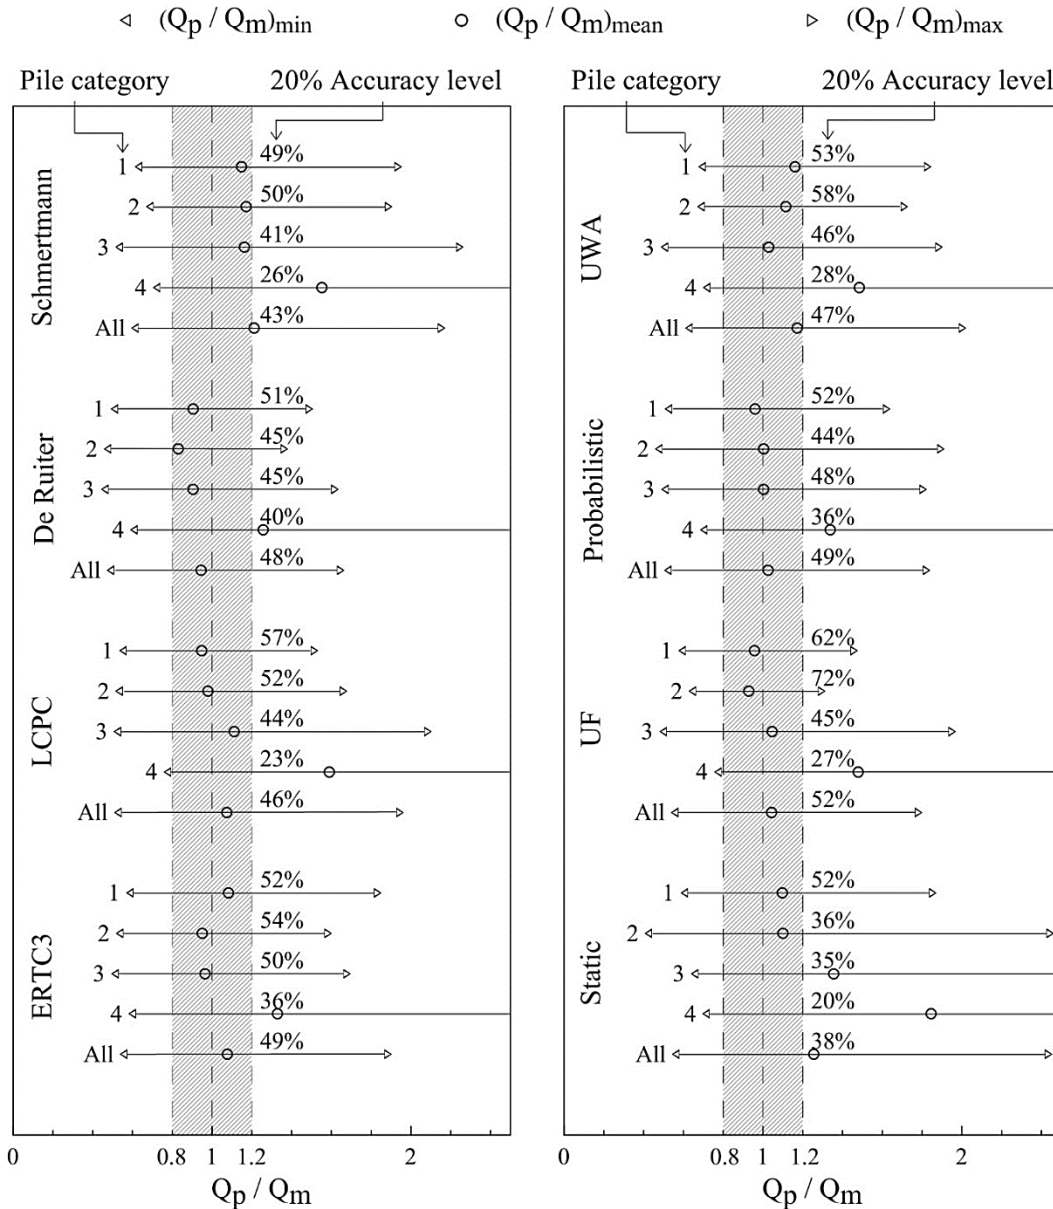 (Qp / Qm)min (Qp / Qm)mean (Qp / Qm)max
Pile category 20% Accuracy level
Schmertmann
1 49%
2 50%
3 41%
4 26%
All 43%
De Ruiter
1 51%
2 45%
3 45%
4 40%
All 48%
LCPC
1 57%
2 52%
3 44%
4 23%
All 46%
ERTC3
1 52%
2 54%
3 50%
4 36%
All 49%
0 0.8 1 1.2 2
Qp / Qm
Pile category 20% Accuracy level
UWA
1 53%
2 58%
3 46%
4 28%
All 47%
Probabilistic
1 52%
2 44%
3 48%
4 36%
All 49%
UF
1 62%
2 72%
3 45%
4 27%
All 52%
Static
1 52%
2 36%
3 35%
4 20%
All 38%
0 0.8 1 1.2 2
Qp / Qm